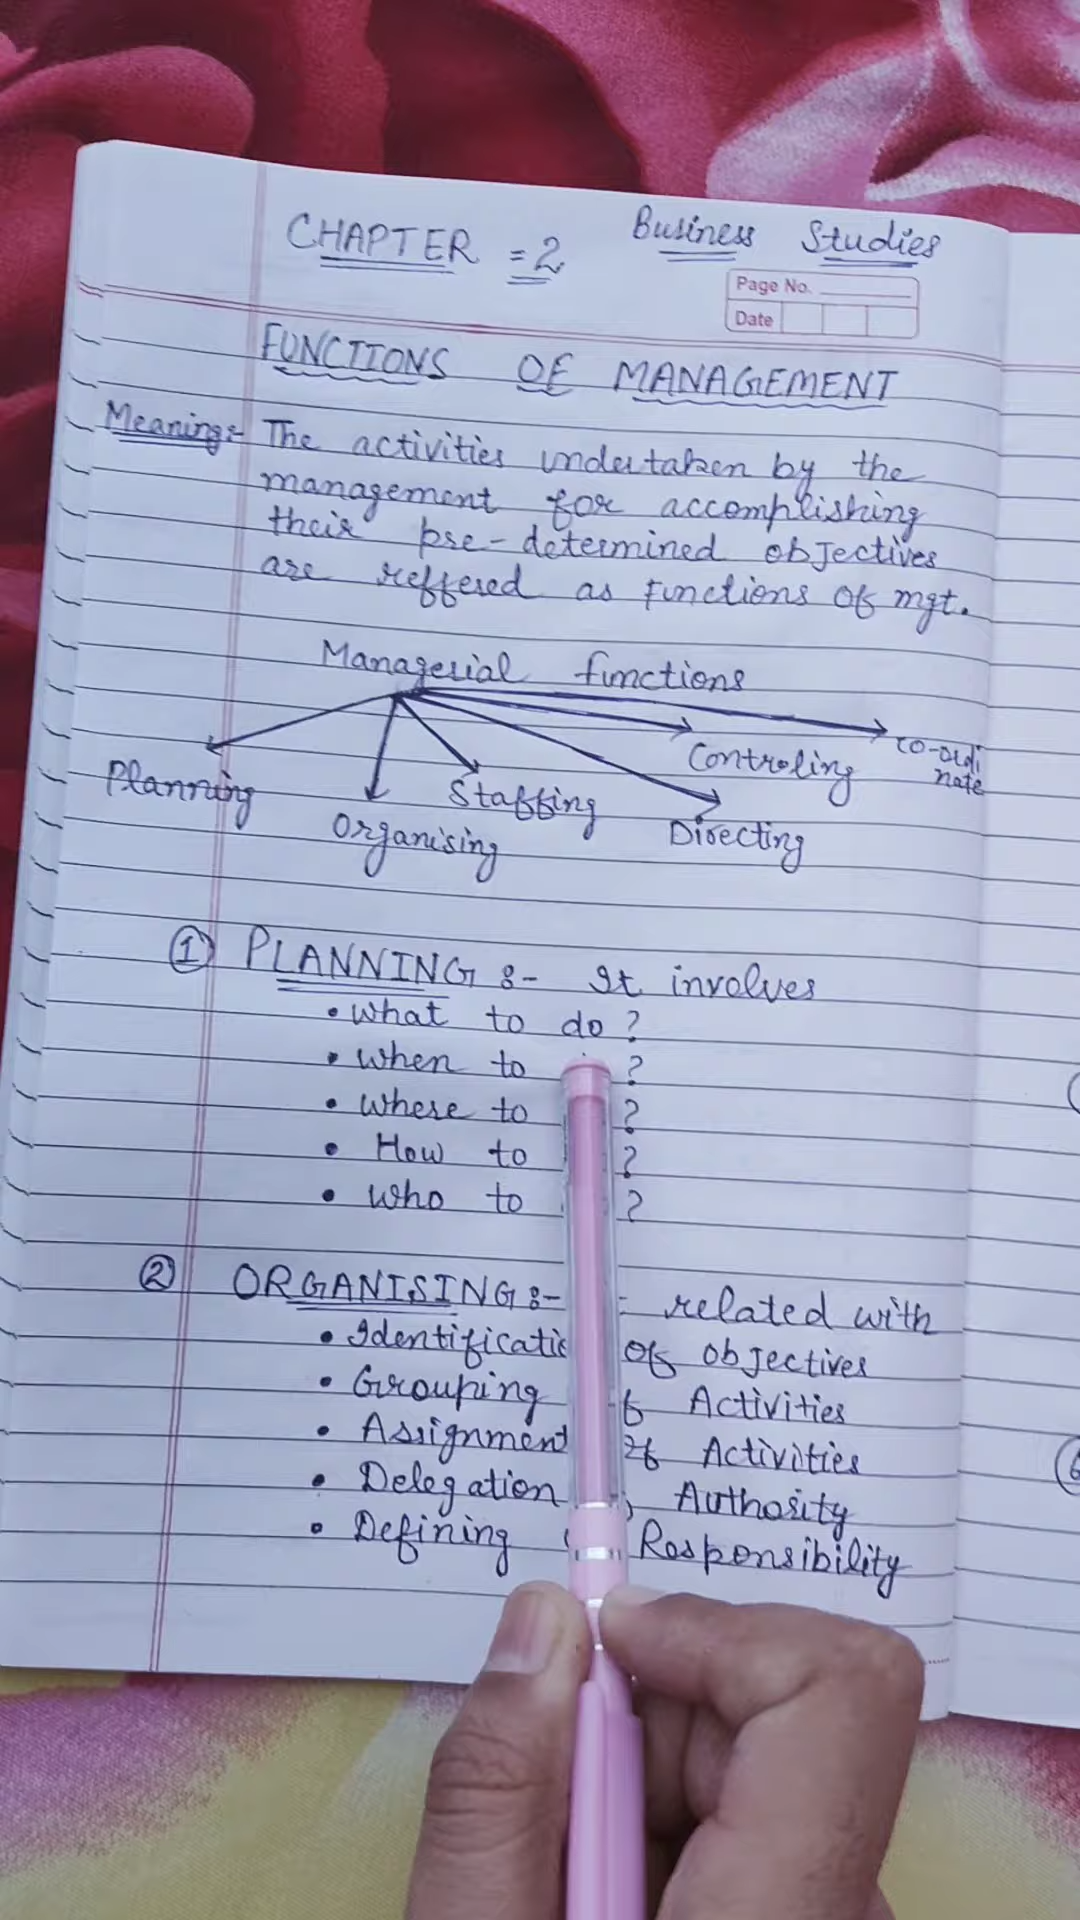 CHAPTER = 2 Business Studies
Page No.
Date
FUNCTIONS OF MANAGEMENT
Meaning:- The activities undertaken by the
management for accomplishing
their pre-determined objectives
are reffered as functions of mgt.
Managerial functions
Planning
Organising
Staffing
Directing
Controling
co-ordi
nate
① PLANNING :- It involves
• What to do ?
• When to ?
• Where to ?
• How to ?
• Who to ?
② ORGANISING :- related with
• Identificatio of objectives
• Grouping Activities
• Assignment of Activities
• Delegation Authority
• Defining Responsibility